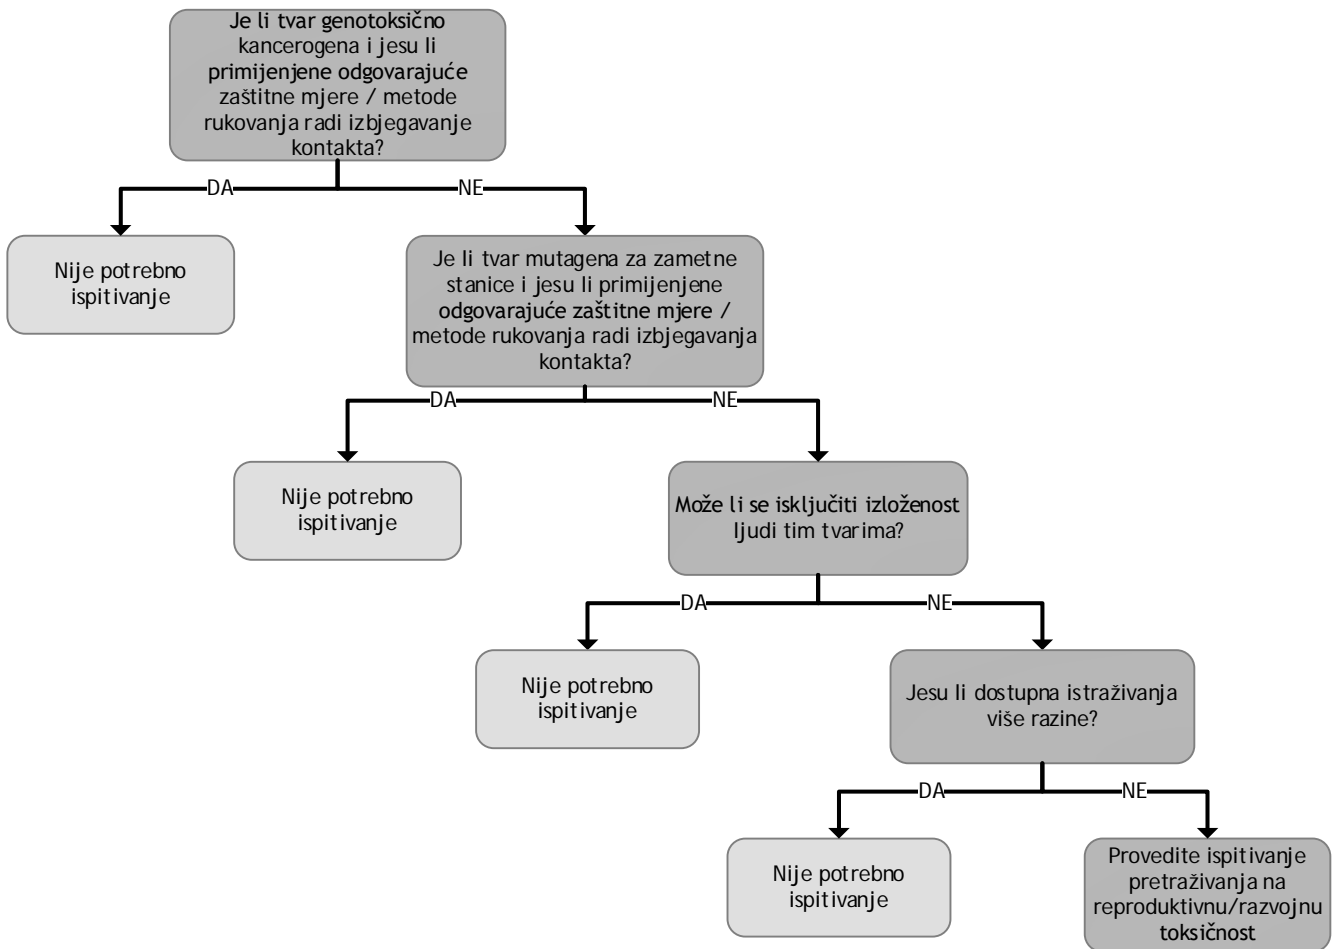 Je li tvar genotoksično
kancerogena i jesu li
primijenjene odgovarajuće
zaštitne mjere / metode
rukovanja radi izbjegavanje
kontakta?
DA
NE
Nije potrebno
ispitivanje
Je li tvar mutagena za zametne
stanice i jesu li primijenjene
odgovarajuće zaštitne mjere /
metode rukovanja radi izbjegavanja
kontakta?
DA
NE
Nije potrebno
ispitivanje
Može li se isključiti izloženost
ljudi tim tvarima?
DA
NE
Nije potrebno
ispitivanje
Jesu li dostupna istraživanja
više razine?
DA
NE
Nije potrebno
ispitivanje
Provedite ispitivanje
pretraživanja na
reproduktivnu/razvojnu
toksičnost